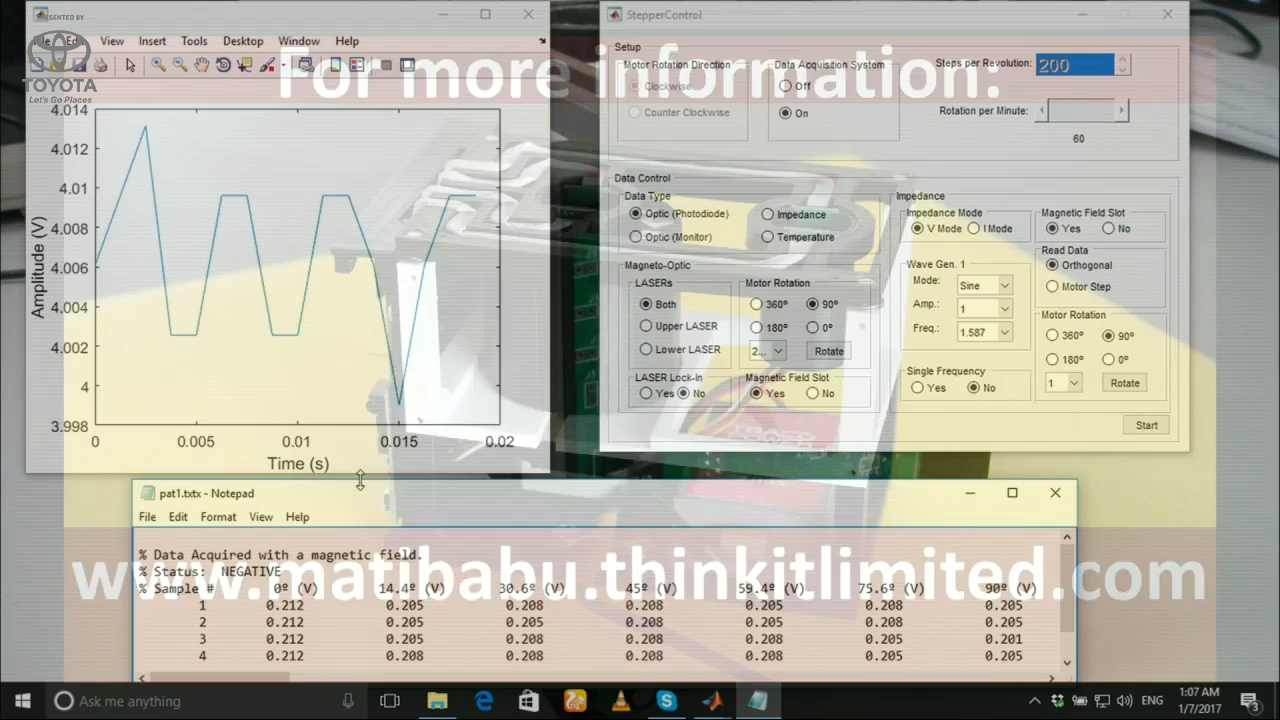 PRESENTED BY
TOYOTA
Let's Go Places
For more information:
www.matibabu.thinkitlimited.com
View Insert Tools Desktop Window Help
4.014
4.012
4.01
4.008
4.006
4.004
4.002
4
3.998
0 0.005 0.01 0.015 0.02
Amplitude (V)
Time (s)
StepperControl
Setup
Motor Rotation Direction
Clockwise
Counter Clockwise
Data Acquisition System
Off
On
Steps per Revolution: 200
Rotation per Minute:
60
Data Control
Data Type
Optic (Photodiode) Impedance
Optic (Monitor) Temperature
Magneto-Optic
LASERs
Both
Upper LASER
Lower LASER
Motor Rotation
360º 90º
180º 0º
2... Rotate
LASER Lock-In
Yes No
Magnetic Field Slot
Yes No
Impedance
Impedance Mode
V Mode I Mode
Magnetic Field Slot
Yes No
Wave Gen. 1
Mode: Sine
Amp.: 1
Freq.: 1.587
Read Data
Orthogonal
Motor Step
Motor Rotation
360º 90º
180º 0º
1 Rotate
Single Frequency
Yes No
Start
pat1.txtx - Notepad
File Edit Format View Help
% Data Acquired with a magnetic field.
% Status: NEGATIVE
% Sample # 0º (V) 14.4º (V) 30.6º (V) 45º (V) 59.4º (V) 75.6º (V) 90º (V)
1 0.212 0.205 0.208 0.208 0.205 0.208 0.205
2 0.212 0.205 0.205 0.208 0.205 0.208 0.205
3 0.212 0.205 0.205 0.208 0.208 0.205 0.201
4 0.212 0.208 0.208 0.208 0.208 0.205 0.205
Ask me anything
ENG
1:07 AM
1/7/2017
3